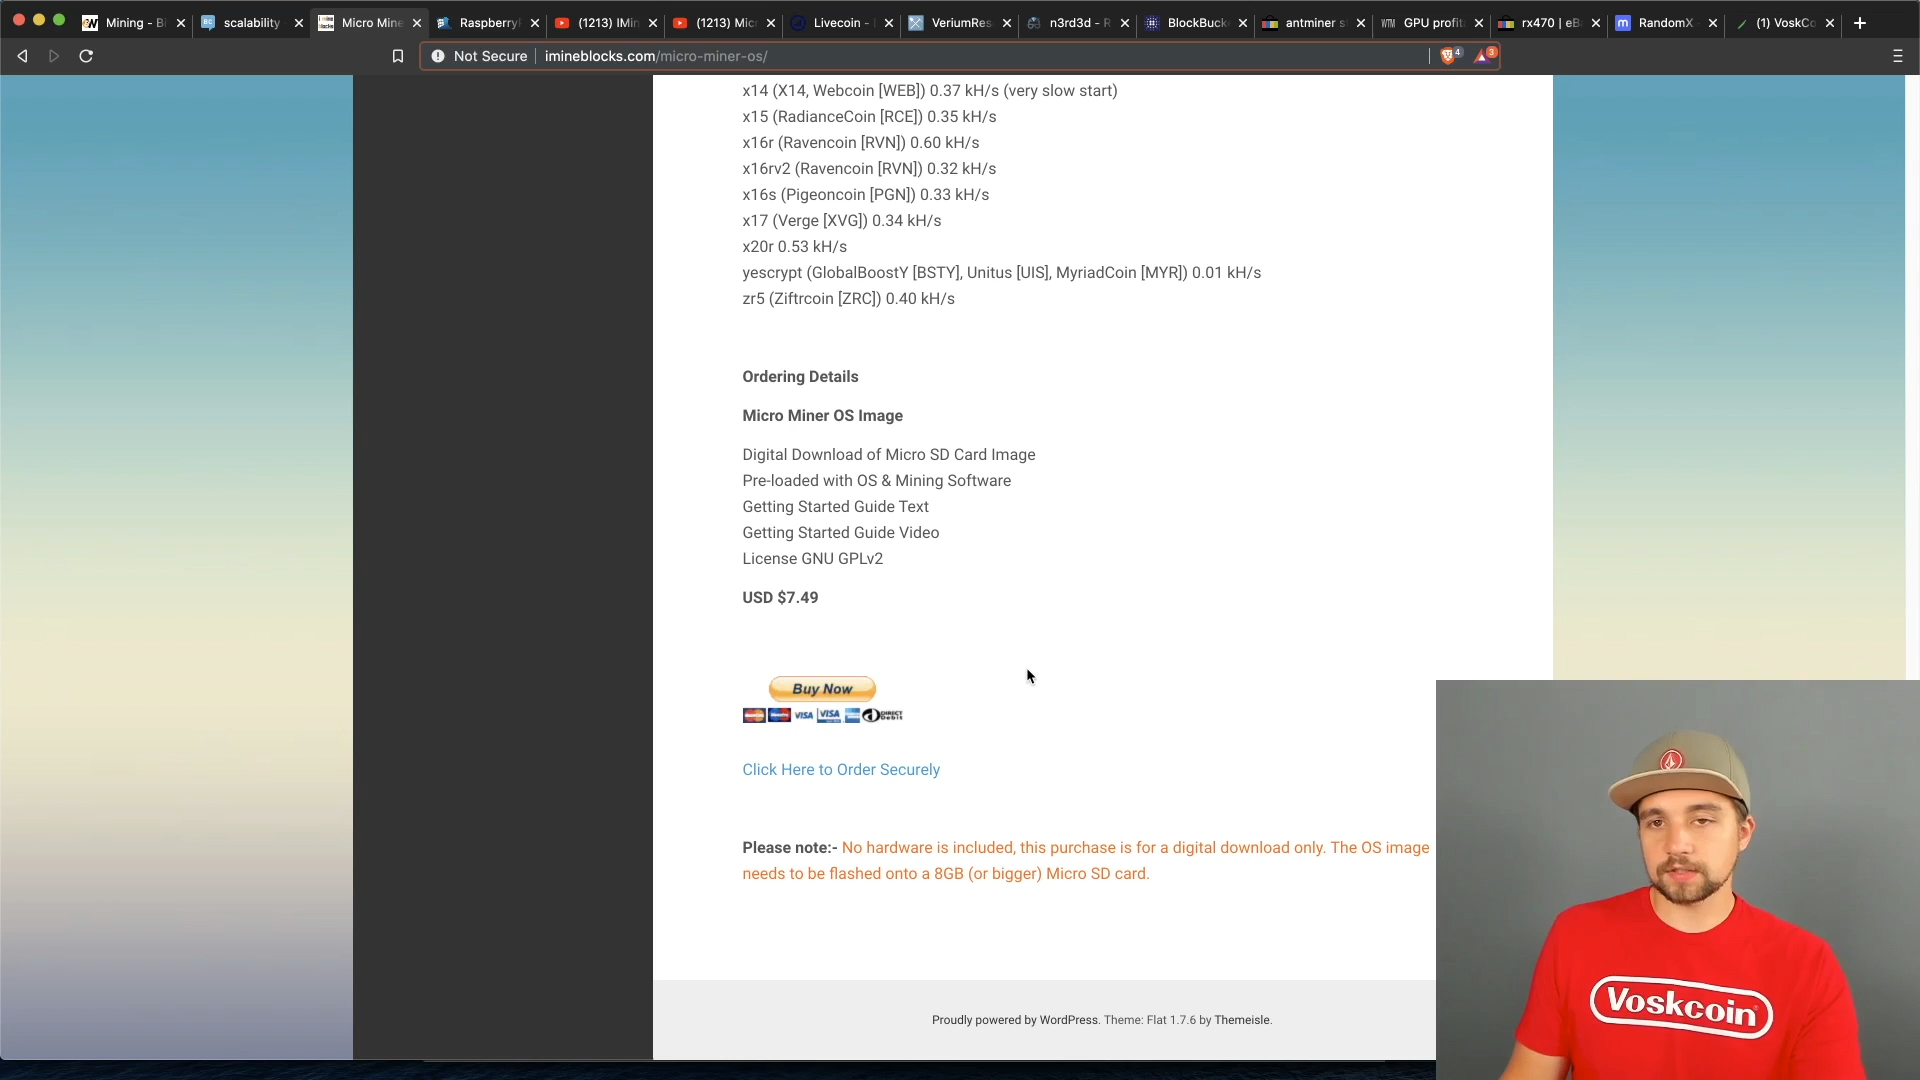 Mining - Bi
scalability
Micro Mine
Raspberry
(1213) IMin
(1213) Mic
Livecoin -
VeriumRes
n3rd3d - R
BlockBuck
antminer s
GPU profit
rx470 | eB
RandomX -
(1) VoskCo
Not Secure
imineblocks.com/micro-miner-os/
4
3
x14 (X14, Webcoin [WEB]) 0.37 kH/s (very slow start)
x15 (RadianceCoin [RCE]) 0.35 kH/s
x16r (Ravencoin [RVN]) 0.60 kH/s
x16rv2 (Ravencoin [RVN]) 0.32 kH/s
x16s (Pigeoncoin [PGN]) 0.33 kH/s
x17 (Verge [XVG]) 0.34 kH/s
x20r 0.53 kH/s
yescrypt (GlobalBoostY [BSTY], Unitus [UIS], MyriadCoin [MYR]) 0.01 kH/s
zr5 (Ziftrcoin [ZRC]) 0.40 kH/s
Ordering Details
Micro Miner OS Image
Digital Download of Micro SD Card Image
Pre-loaded with OS & Mining Software
Getting Started Guide Text
Getting Started Guide Video
License GNU GPLv2
USD $7.49
Buy Now
VISA VISA DIRECT Debit
Click Here to Order Securely
Please note:- No hardware is included, this purchase is for a digital download only. The OS image
needs to be flashed onto a 8GB (or bigger) Micro SD card.
Proudly powered by WordPress. Theme: Flat 1.7.6 by Themeisle.
Voskcoin